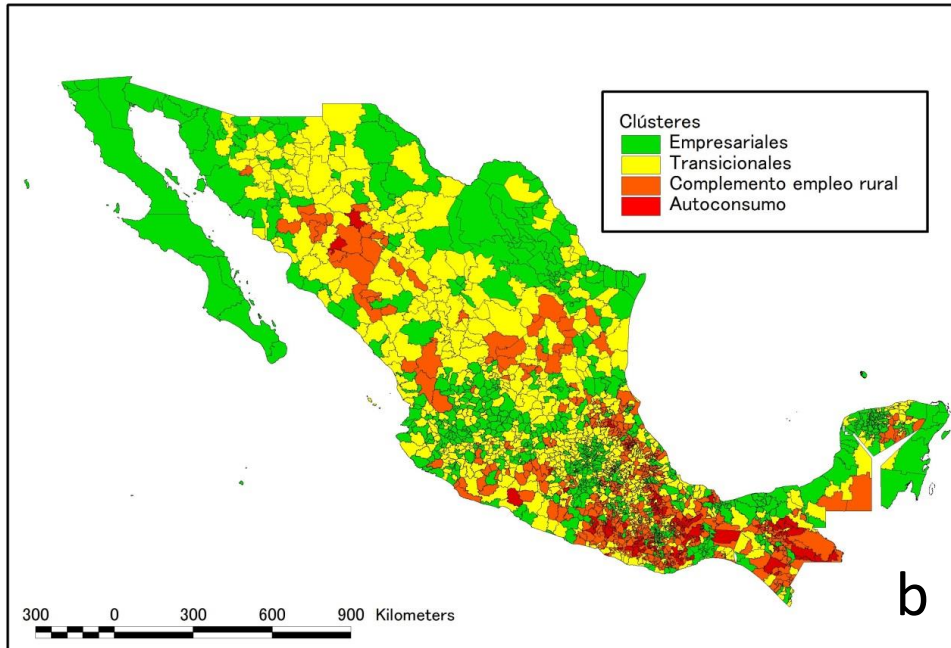 Clústeres
Empresariales
Transicionales
Complemento empleo rural
Autoconsumo
300 0 300 600 900 Kilometers
b